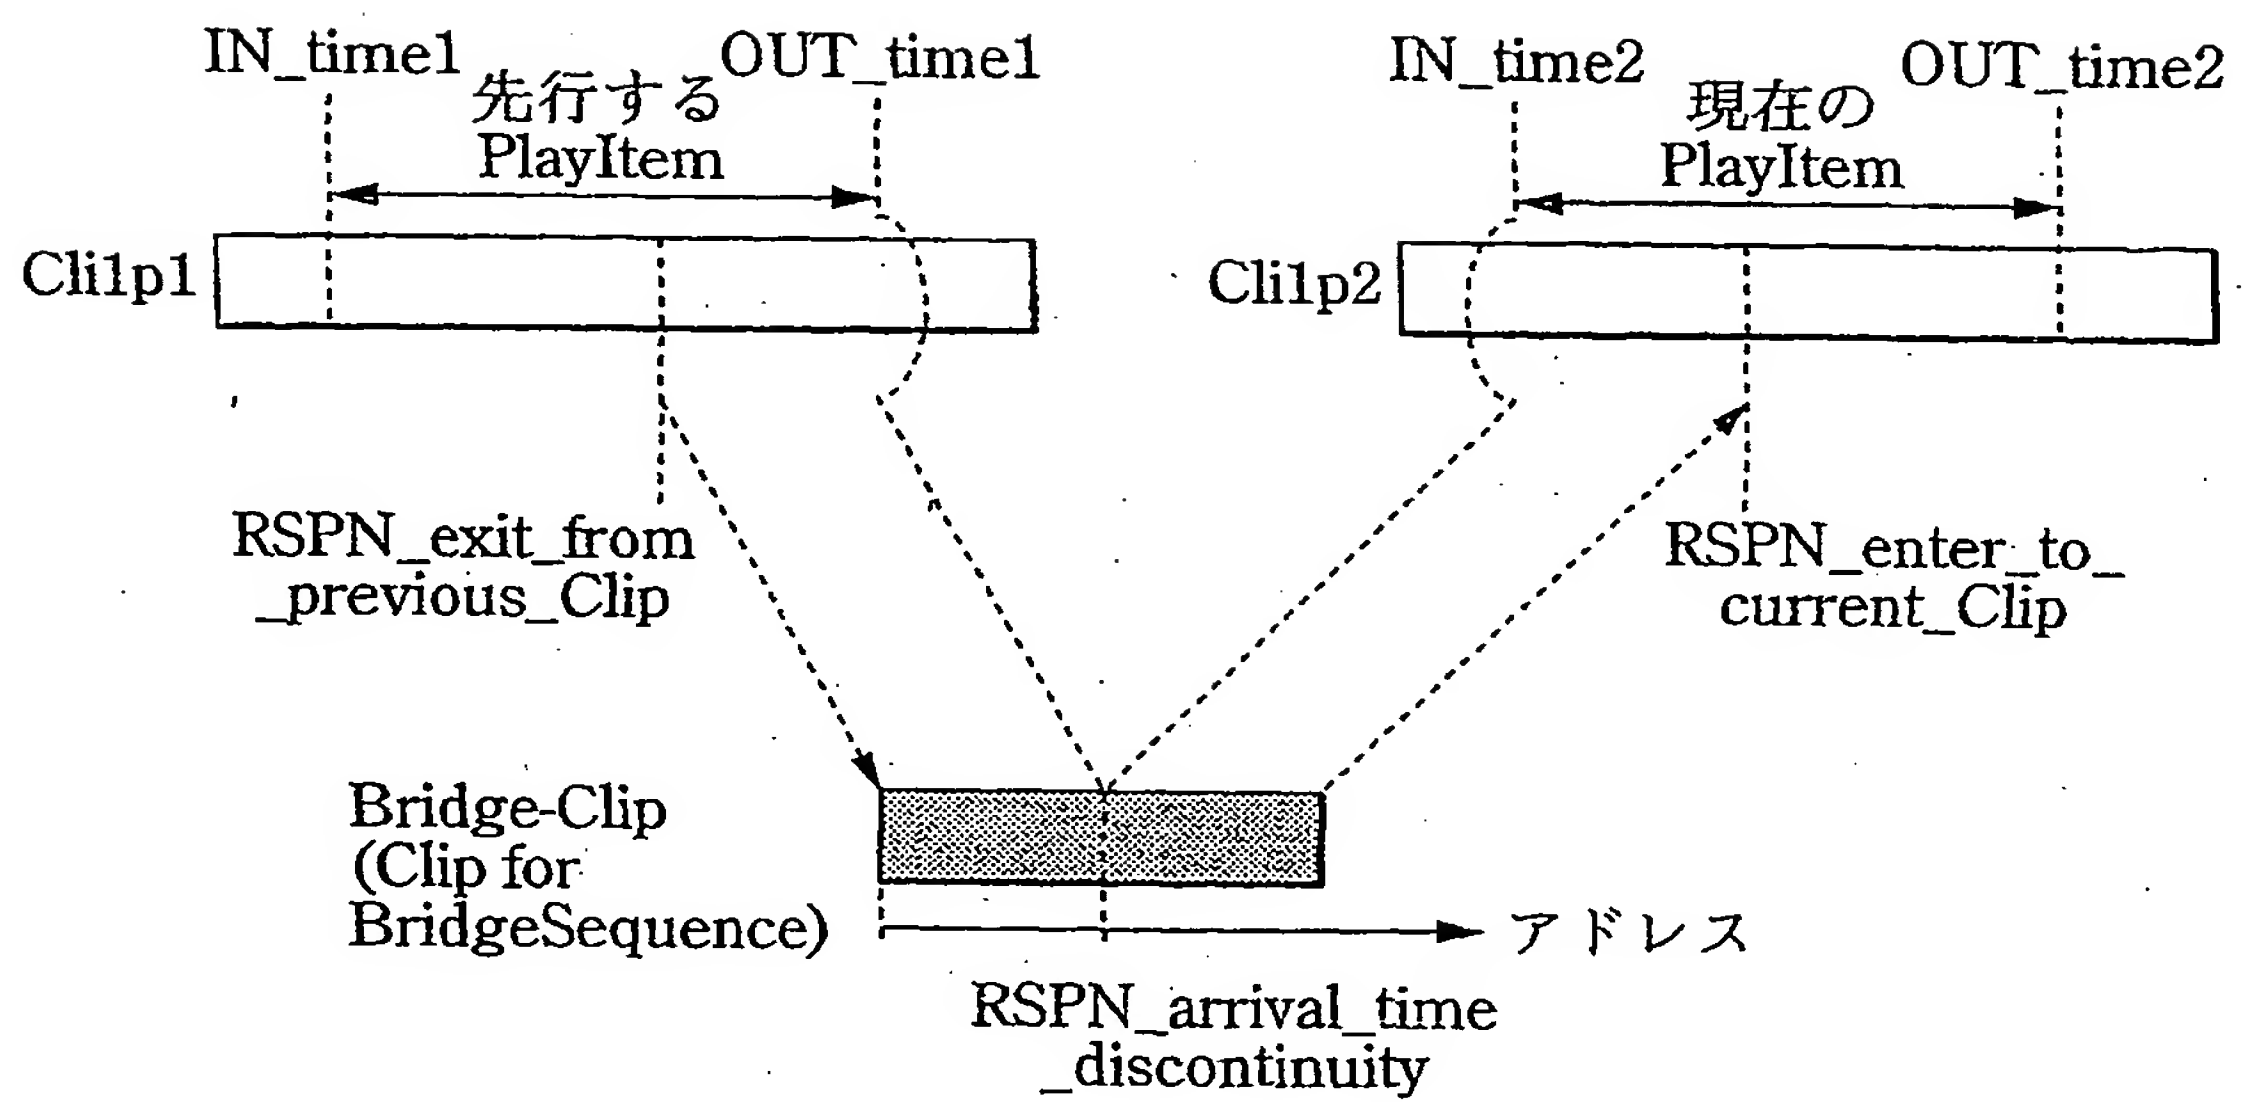 IN_time1
先行する
PlayItem
OUT_time1
IN_time2
現在の
PlayItem
OUT_time2
Cli1p1
Cli1p2
RSPN_exit_from
_previous_Clip
RSPN_enter_to_
current_Clip
Bridge-Clip
(Clip for
BridgeSequence)
アドレス
RSPN_arrival_time
_discontinuity